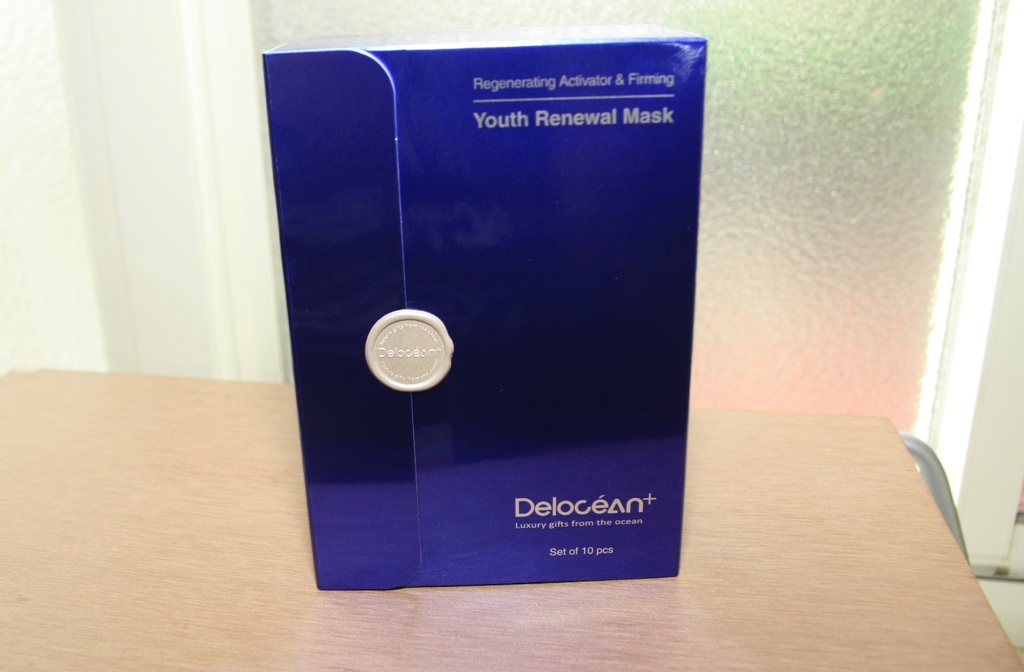 Regenerating Activator & Firming
Youth Renewal Mask
Delocéan
Delocéan+
Luxury gifts from the ocean
Set of 10 pcs